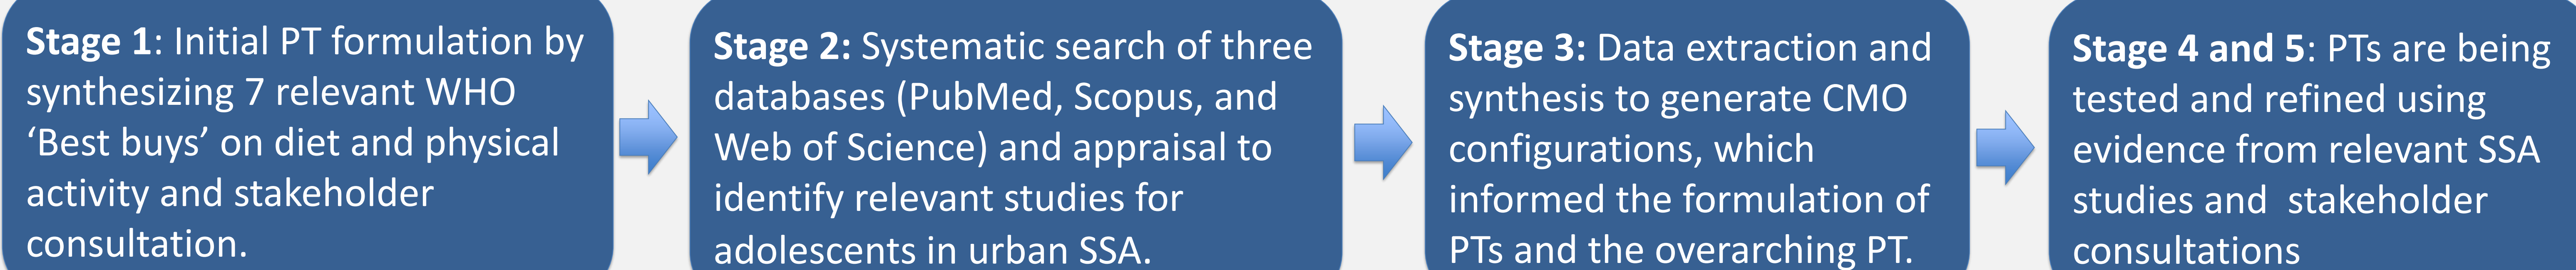 Stage 1: Initial PT formulation by
synthesizing 7 relevant WHO
‘Best buys’ on diet and physical
activity and stakeholder
consultation.
Stage 2: Systematic search of three
databases (PubMed, Scopus, and
Web of Science) and appraisal to
identify relevant studies for
adolescents in urban SSA.
Stage 3: Data extraction and
synthesis to generate CMO
configurations, which
informed the formulation of
PTs and the overarching PT.
Stage 4 and 5: PTs are being
tested and refined using
evidence from relevant SSA
studies and  stakeholder
consultations